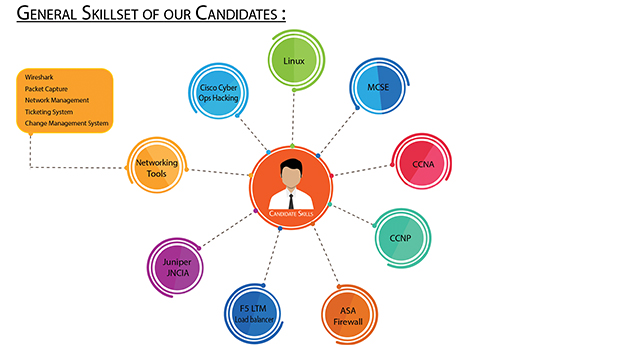 GENERAL SKILLSET OF OUR CANDIDATES :
Wireshark
Packet Capture
Network Management
Ticketing System
Change Management System
Cisco Cyber
Ops Hacking
Linux
MCSE
Networking
Tools
CCNA
CANDIDATE SKILLS
CCNP
Juniper
JNCIA
F5 LTM
Load balancer
ASA
Firewall